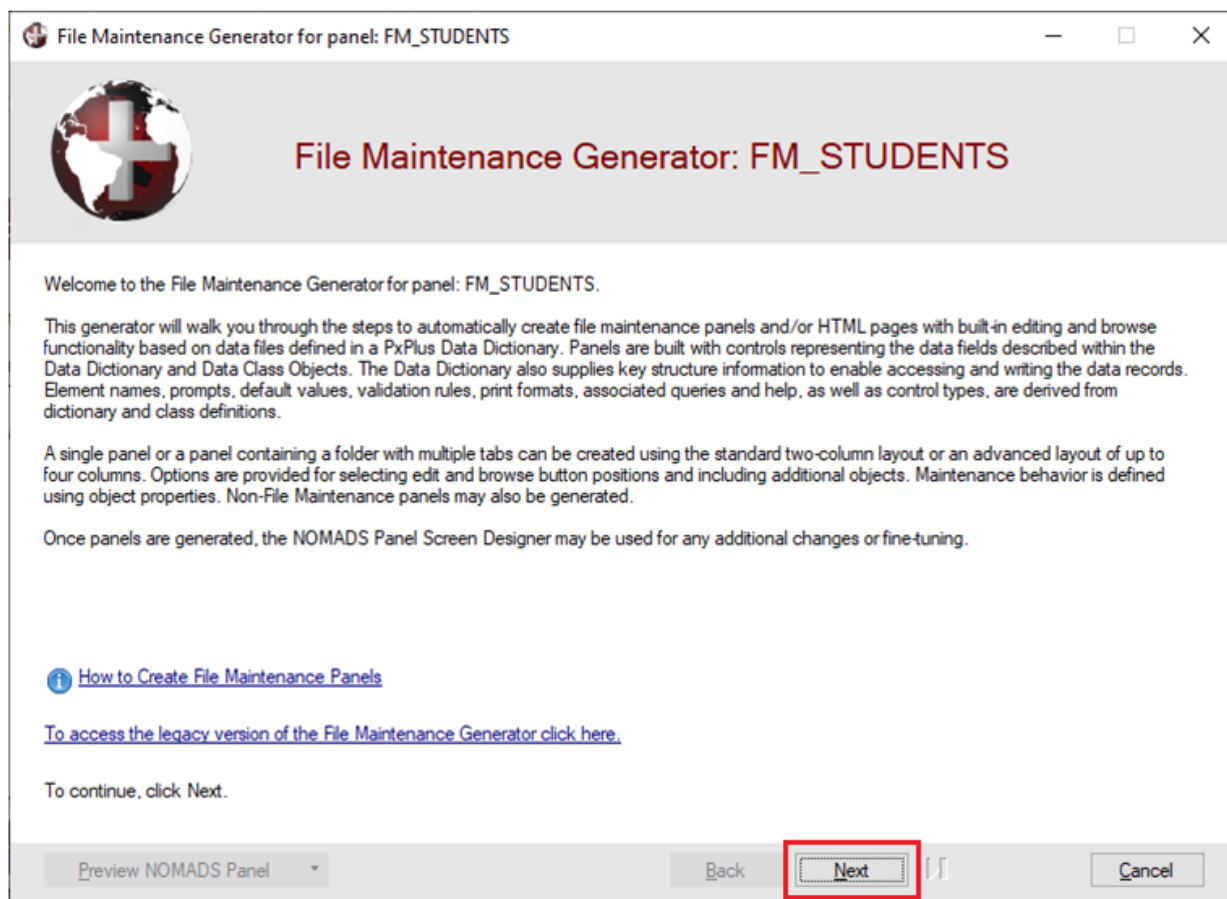 File Maintenance Generator for panel: FM_STUDENTS
File Maintenance Generator: FM_STUDENTS
Welcome to the File Maintenance Generator for panel: FM_STUDENTS.
This generator will walk you through the steps to automatically create file maintenance panels and/or HTML pages with built-in editing and browse
functionality based on data files defined in a PxPlus Data Dictionary. Panels are built with controls representing the data fields described within the
Data Dictionary and Data Class Objects. The Data Dictionary also supplies key structure information to enable accessing and writing the data records.
Element names, prompts, default values, validation rules, print formats, associated queries and help, as well as control types, are derived from
dictionary and class definitions.
A single panel or a panel containing a folder with multiple tabs can be created using the standard two-column layout or an advanced layout of up to
four columns. Options are provided for selecting edit and browse button positions and including additional objects. Maintenance behavior is defined
using object properties. Non-File Maintenance panels may also be generated.
Once panels are generated, the NOMADS Panel Screen Designer may be used for any additional changes or fine-tuning.
How to Create File Maintenance Panels
To access the legacy version of the File Maintenance Generator click here.
To continue, click Next.
Preview NOMADS Panel Back Next Cancel